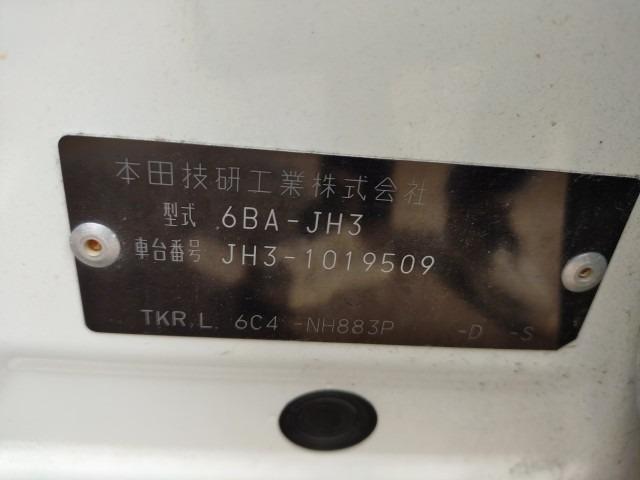 本田技研工業株式会社
型式 6BA-JH3
車台番号 JH3-1019509
TKR.L 6C4 -NH883P -D -S